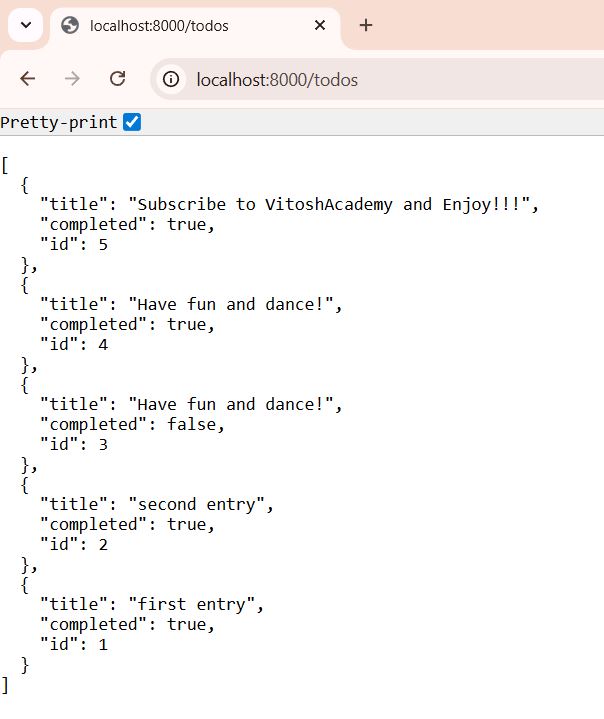 localhost:8000/todos
localhost:8000/todos
Pretty-print
[
  {
    "title": "Subscribe to VitoshAcademy and Enjoy!!!",
    "completed": true,
    "id": 5
  },
  {
    "title": "Have fun and dance!",
    "completed": true,
    "id": 4
  },
  {
    "title": "Have fun and dance!",
    "completed": false,
    "id": 3
  },
  {
    "title": "second entry",
    "completed": true,
    "id": 2
  },
  {
    "title": "first entry",
    "completed": true,
    "id": 1
  }
]